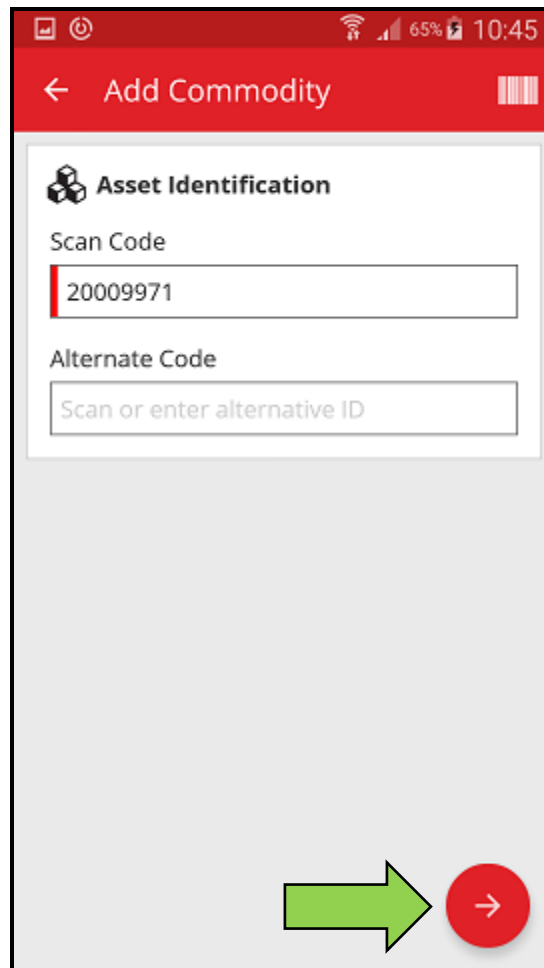 65% 10:45
Add Commodity
Asset Identification
Scan Code
20009971
Alternate Code
Scan or enter alternative ID